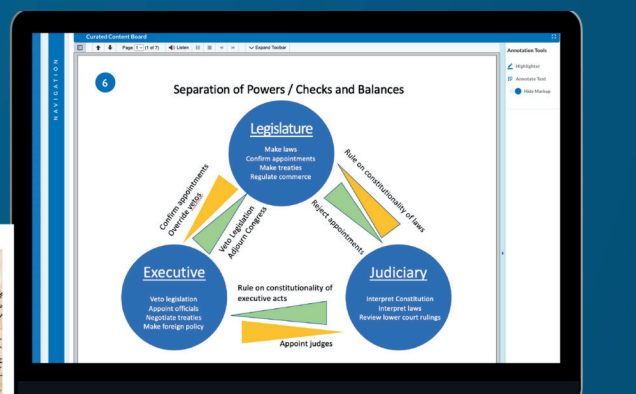 Curated Content Board
Page 1 (1 of 7)
Listen
Expand Toolbar
NAVIGATION
Annotation Tools
Highlighter
Annotate Text
Hide Markup
6
Separation of Powers / Checks and Balances
Legislature
Make laws
Confirm appointments
Make treaties
Regulate commerce
Confirm appointments
Override vetos
Veto Legislation
Adjourn Congress
Rule on constitutionality of laws
Reject appointments
Executive
Veto legislation
Appoint officials
Negotiate treaties
Make foreign policy
Rule on constitutionality of
executive acts
Appoint judges
Judiciary
Interpret Constitution
Interpret laws
Review lower court rulings